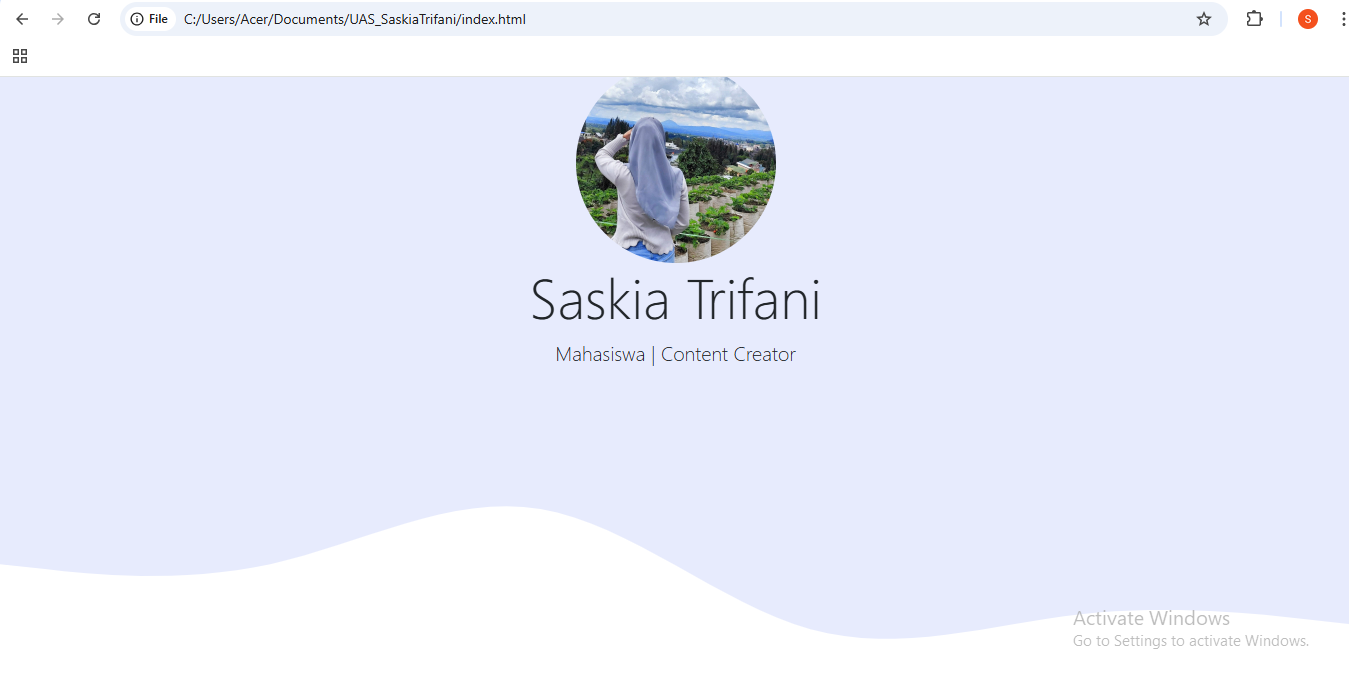 File C:/Users/Acer/Documents/UAS_SaskiaTrifani/index.html
S
Saskia Trifani
Mahasiswa | Content Creator
Activate Windows
Go to Settings to activate Windows.